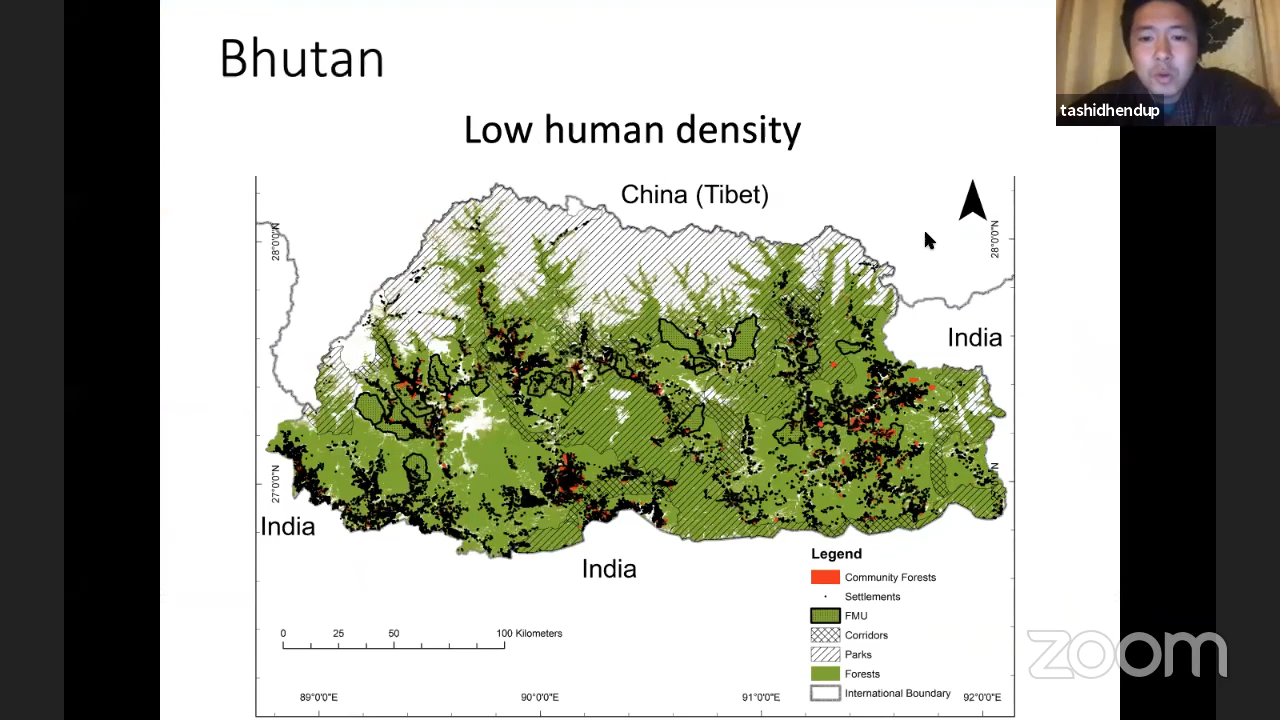 Bhutan
tashidhendup
Low human density
China (Tibet)
28°0'0"N
28°0'0"N
India
27°0'0"N
N
India
India
Legend
Community Forests
Settlements
FMU
Corridors
Parks
Forests
International Boundary
0 25 50 100 Kilometers
89°0'0"E 90°0'0"E 91°0'0"E 92°0'0"E
zoom